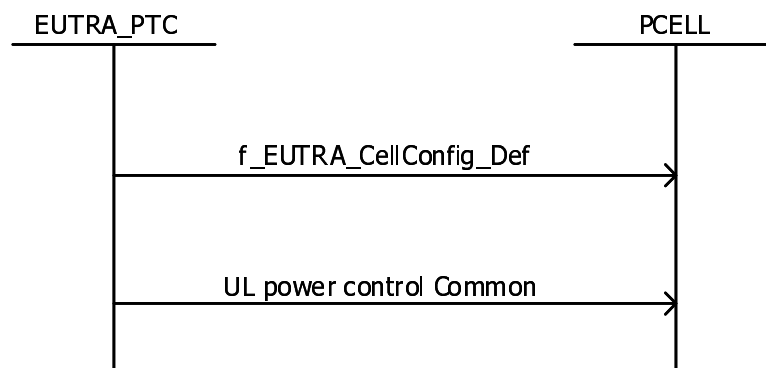 EUTRA_PTC
PCELL
f_EUTRA_CellConfig_Def
UL power control Common